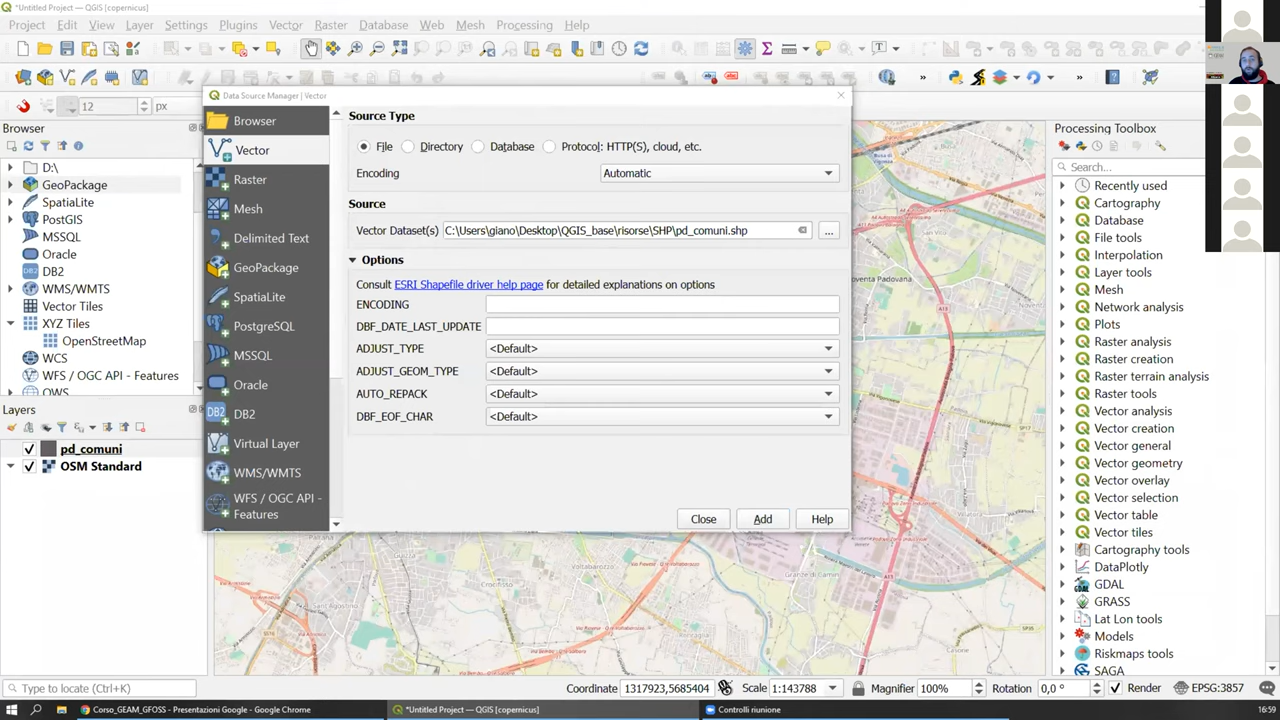 *Untitled Project — QGIS [copernicus]
Project Edit View Layer Settings Plugins Vector Raster Database Web Mesh Processing Help
12 px
Browser
D:\
GeoPackage
SpatiaLite
PostGIS
MSSQL
Oracle
DB2
WMS/WMTS
Vector Tiles
XYZ Tiles
OpenStreetMap
WCS
WFS / OGC API - Features
OWS
Layers
pd_comuni
OSM Standard
Data Source Manager | Vector
Browser
Vector
Raster
Mesh
Delimited Text
GeoPackage
SpatiaLite
PostgreSQL
MSSQL
Oracle
DB2
Virtual Layer
WMS/WMTS
WFS / OGC API -
Features
Source Type
File Directory Database Protocol: HTTP(S), cloud, etc.
Encoding Automatic
Source
Vector Dataset(s) C:\Users\giano\Desktop\QGIS_base\risorse\SHP\pd_comuni.shp ...
Options
Consult ESRI Shapefile driver help page for detailed explanations on options
ENCODING
DBF_DATE_LAST_UPDATE
ADJUST_TYPE <Default>
ADJUST_GEOM_TYPE <Default>
AUTO_REPACK <Default>
DBF_EOF_CHAR <Default>
Close Add Help
Processing Toolbox
Search...
Recently used
Cartography
Database
File tools
Interpolation
Layer tools
Mesh
Network analysis
Plots
Raster analysis
Raster creation
Raster terrain analysis
Raster tools
Vector analysis
Vector creation
Vector general
Vector geometry
Vector overlay
Vector selection
Vector table
Vector tiles
Cartography tools
DataPlotly
GDAL
GRASS
Lat Lon tools
Models
Riskmaps tools
SAGA
Noventa Padovana
Voltabarozzo
Crocifisso
Sant'Agostino
Granze di Camin
Type to locate (Ctrl+K)
Coordinate 1317923,5685404 Scale 1:143788 Magnifier 100% Rotation 0,0 ° Render EPSG:3857
Corso_GEAM_GFOSS - Presentazioni Google - Google Chrome
*Untitled Project — QGIS [copernicus]
Controlli riunione
16:59